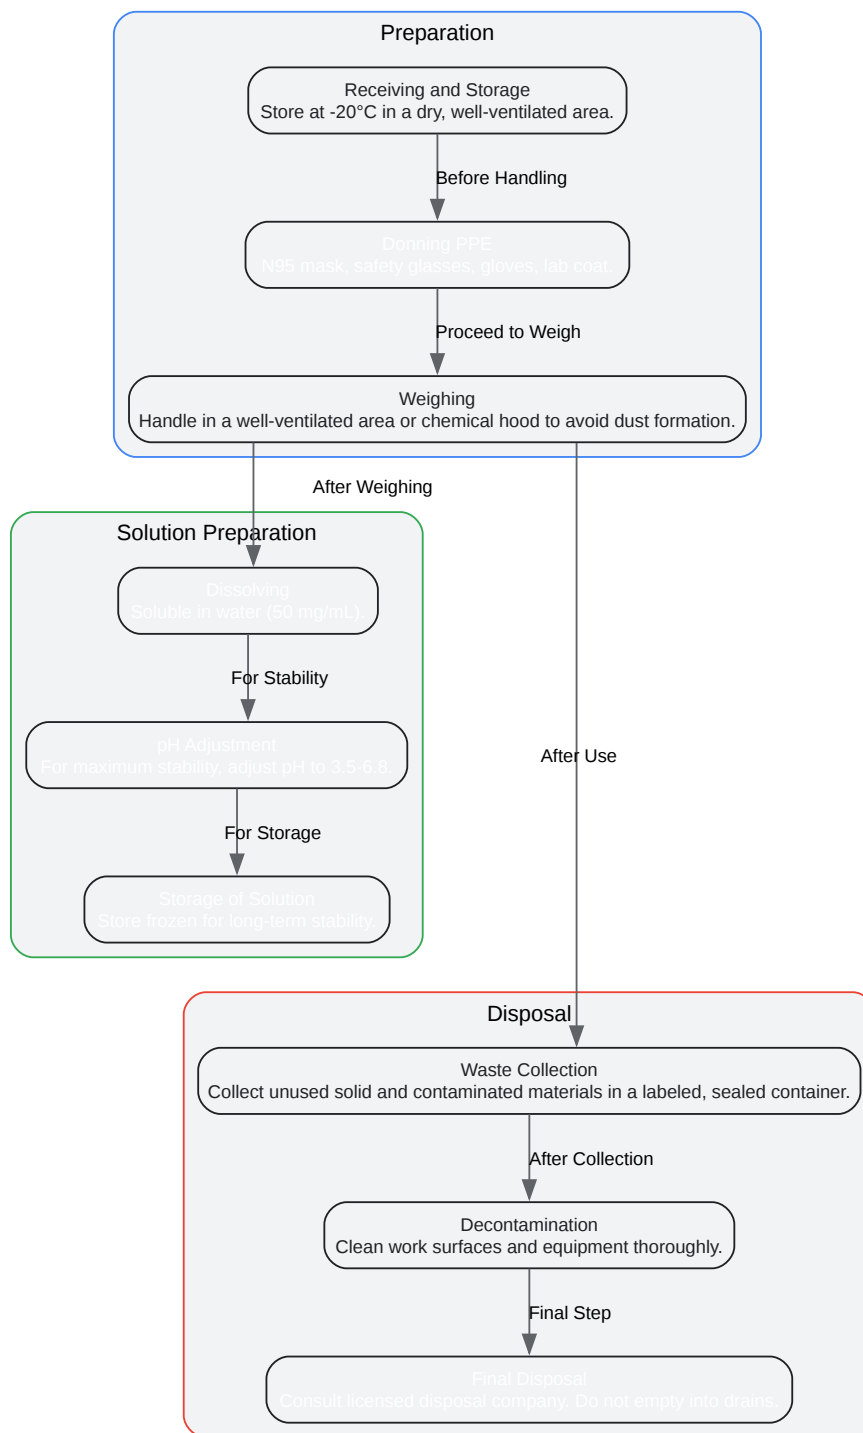 Preparation
Receiving and Storage
Store at -20°C in a dry, well-ventilated area.
Before Handling
Donning PPE
N95 mask, safety glasses, gloves, lab coat.
Proceed to Weigh
Weighing
Handle in a well-ventilated area or chemical hood to avoid dust formation.
After Weighing
Solution Preparation
Dissolving
Soluble in water (50 mg/mL).
For Stability
pH Adjustment
For maximum stability, adjust pH to 3.5-6.8.
After Use
For Storage
Storage of Solution
Store frozen for long-term stability.
Disposal
Waste Collection
Collect unused solid and contaminated materials in a labeled, sealed container.
After Collection
Decontamination
Clean work surfaces and equipment thoroughly.
Final Step
Final Disposal
Consult licensed disposal company. Do not empty into drains.